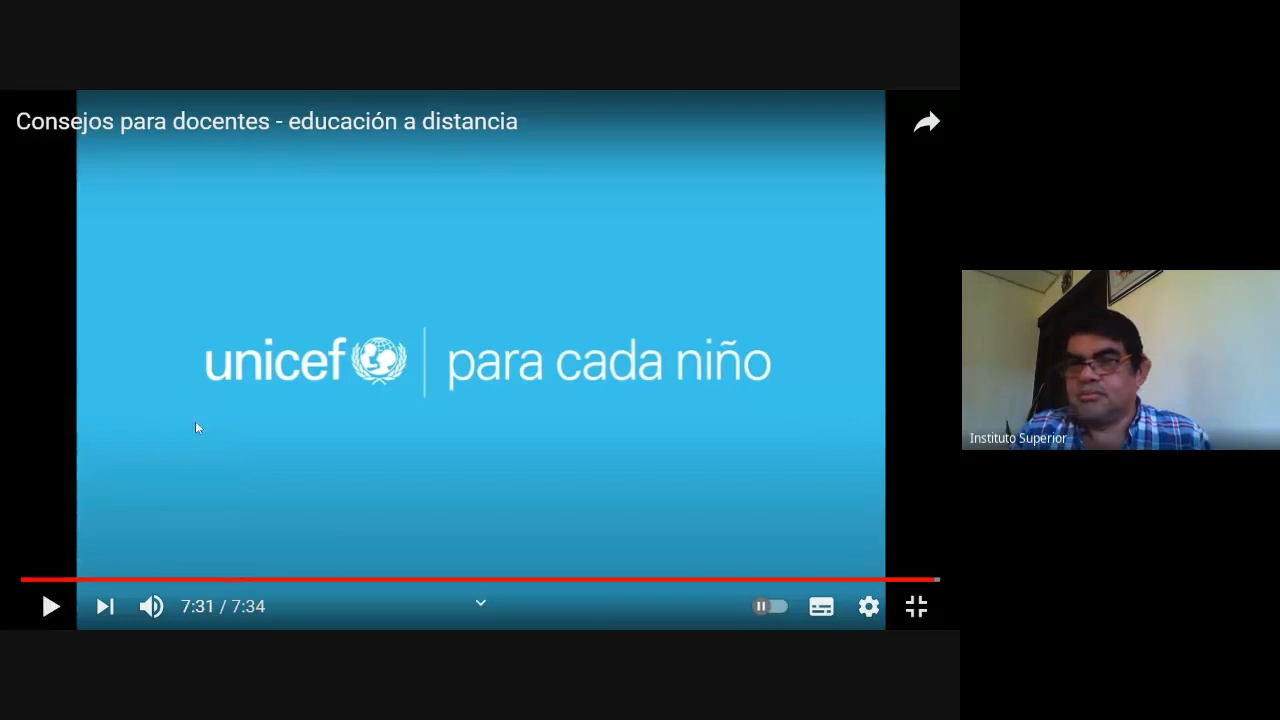 Consejos para docentes - educación a distancia
unicef para cada niño
Instituto Superior
7:31 / 7:34